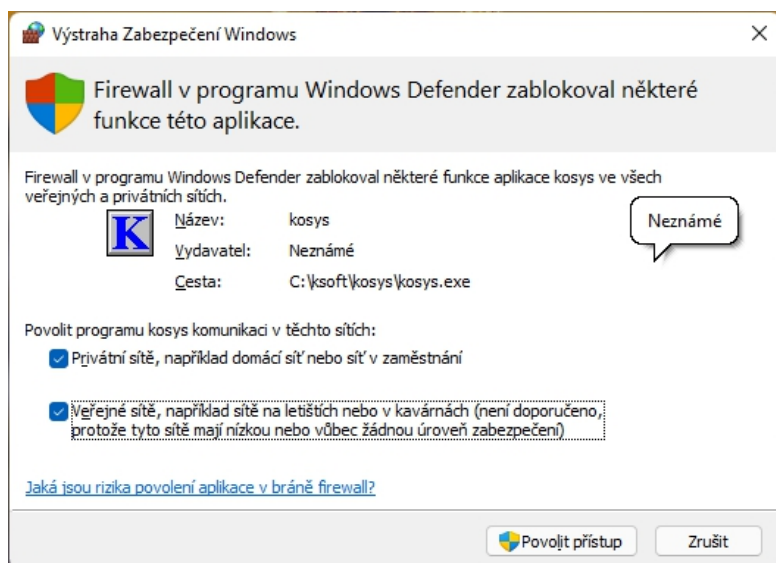 Výstraha Zabezpečení Windows
Firewall v programu Windows Defender zablokoval některé
funkce této aplikace.
Firewall v programu Windows Defender zablokoval některé funkce aplikace kosys ve všech
veřejných a privátních sítích.
K
Název: kosys
Vydavatel: Neznámé
Cesta: C:\ksoft\kosys\kosys.exe
Neznámé
Povolit programu kosys komunikaci v těchto sítích:
Privátní sítě, například domácí síť nebo síť v zaměstnání
Veřejné sítě, například sítě na letištích nebo v kavárnách (není doporučeno,
protože tyto sítě mají nízkou nebo vůbec žádnou úroveň zabezpečení)
Jaká jsou rizika povolení aplikace v bráně firewall?
Povolit přístup
Zrušit